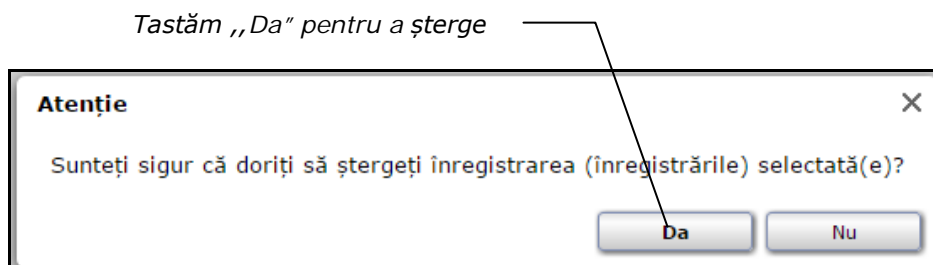 Tastăm ,,Da” pentru a șterge
Atenție
Sunteți sigur că doriți să ștergeți înregistrarea (înregistrările) selectată(e)?
Da Nu